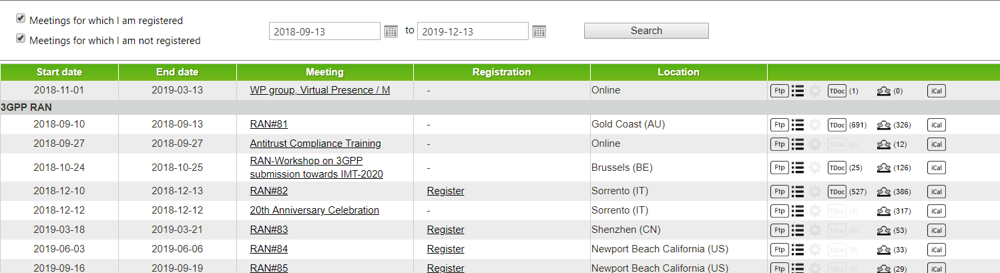 Meetings for which I am registered
Meetings for which I am not registered
2018-09-13 to 2019-12-13 Search
Start date End date Meeting Registration Location
2018-11-01 2019-03-13 WP group, Virtual Presence / M - Online Ftp TDoc (1) (0) iCal
3GPP RAN
2018-09-10 2018-09-13 RAN#81 - Gold Coast (AU) Ftp TDoc (691) (326) iCal
2018-09-27 2018-09-27 Antitrust Compliance Training - Online Ftp TDoc (0) (12) iCal
2018-10-24 2018-10-25 RAN-Workshop on 3GPP
submission towards IMT-2020 - Brussels (BE) Ftp TDoc (25) (126) iCal
2018-12-10 2018-12-13 RAN#82 Register Sorrento (IT) Ftp TDoc (527) (386) iCal
2018-12-12 2018-12-12 20th Anniversary Celebration - Sorrento (IT) Ftp TDoc (0) (317) iCal
2019-03-18 2019-03-21 RAN#83 Register Shenzhen (CN) Ftp TDoc (0) (53) iCal
2019-06-03 2019-06-06 RAN#84 Register Newport Beach California (US) Ftp TDoc (0) (33) iCal
2019-09-16 2019-09-19 RAN#85 Register Newport Beach California (US) Ftp TDoc (0) (29) iCal